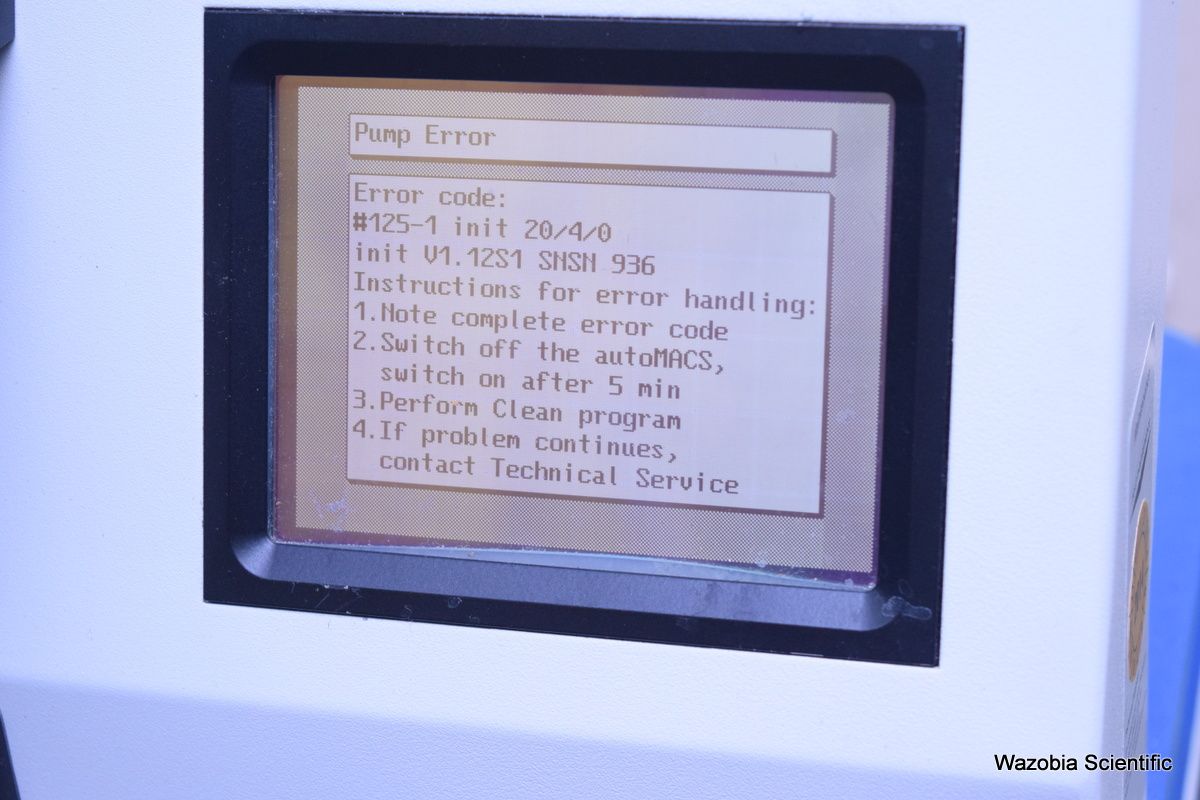 Pump Error
Error code:
#125-1 init 20/4/0
init V1.12S1 SNSN 936
Instructions for error handling:
1.Note complete error code
2.Switch off the autoMACS,
switch on after 5 min
3.Perform Clean program
4.If problem continues,
contact Technical Service
Wazobia Scientific